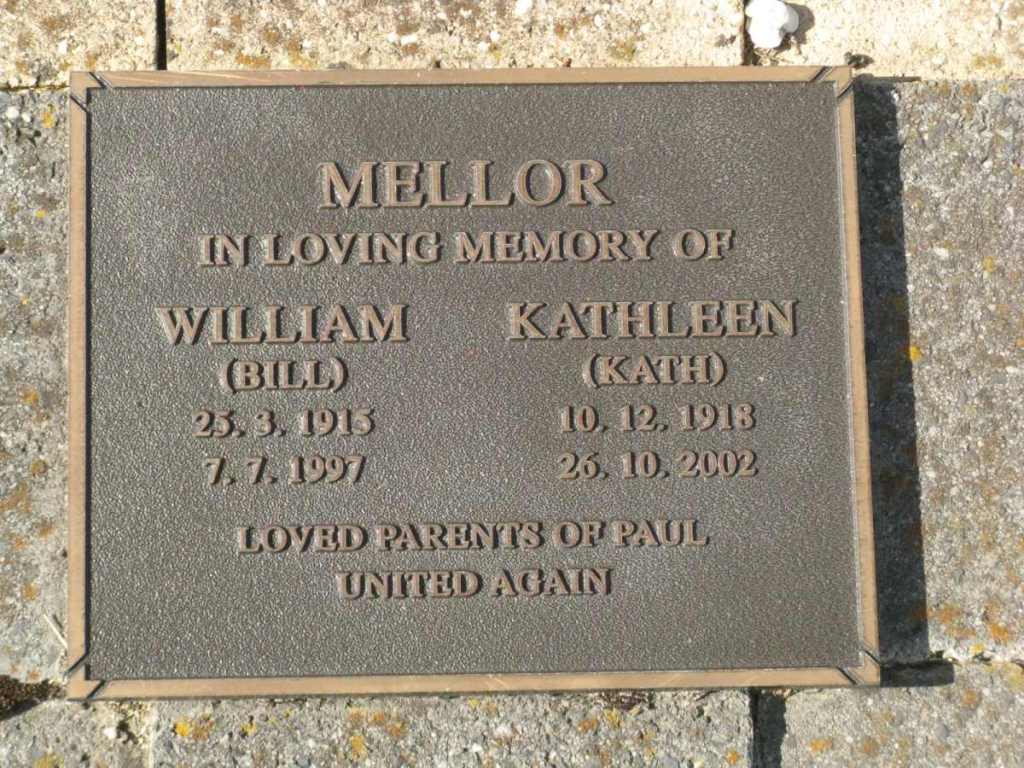 MELLOR
IN LOVING MEMORY OF
WILLIAM KATHLEEN
(BILL) (KATH)
25. 3. 1915 10. 12. 1918
7. 7. 1997 26. 10. 2002
LOVED PARENTS OF PAUL
UNITED AGAIN